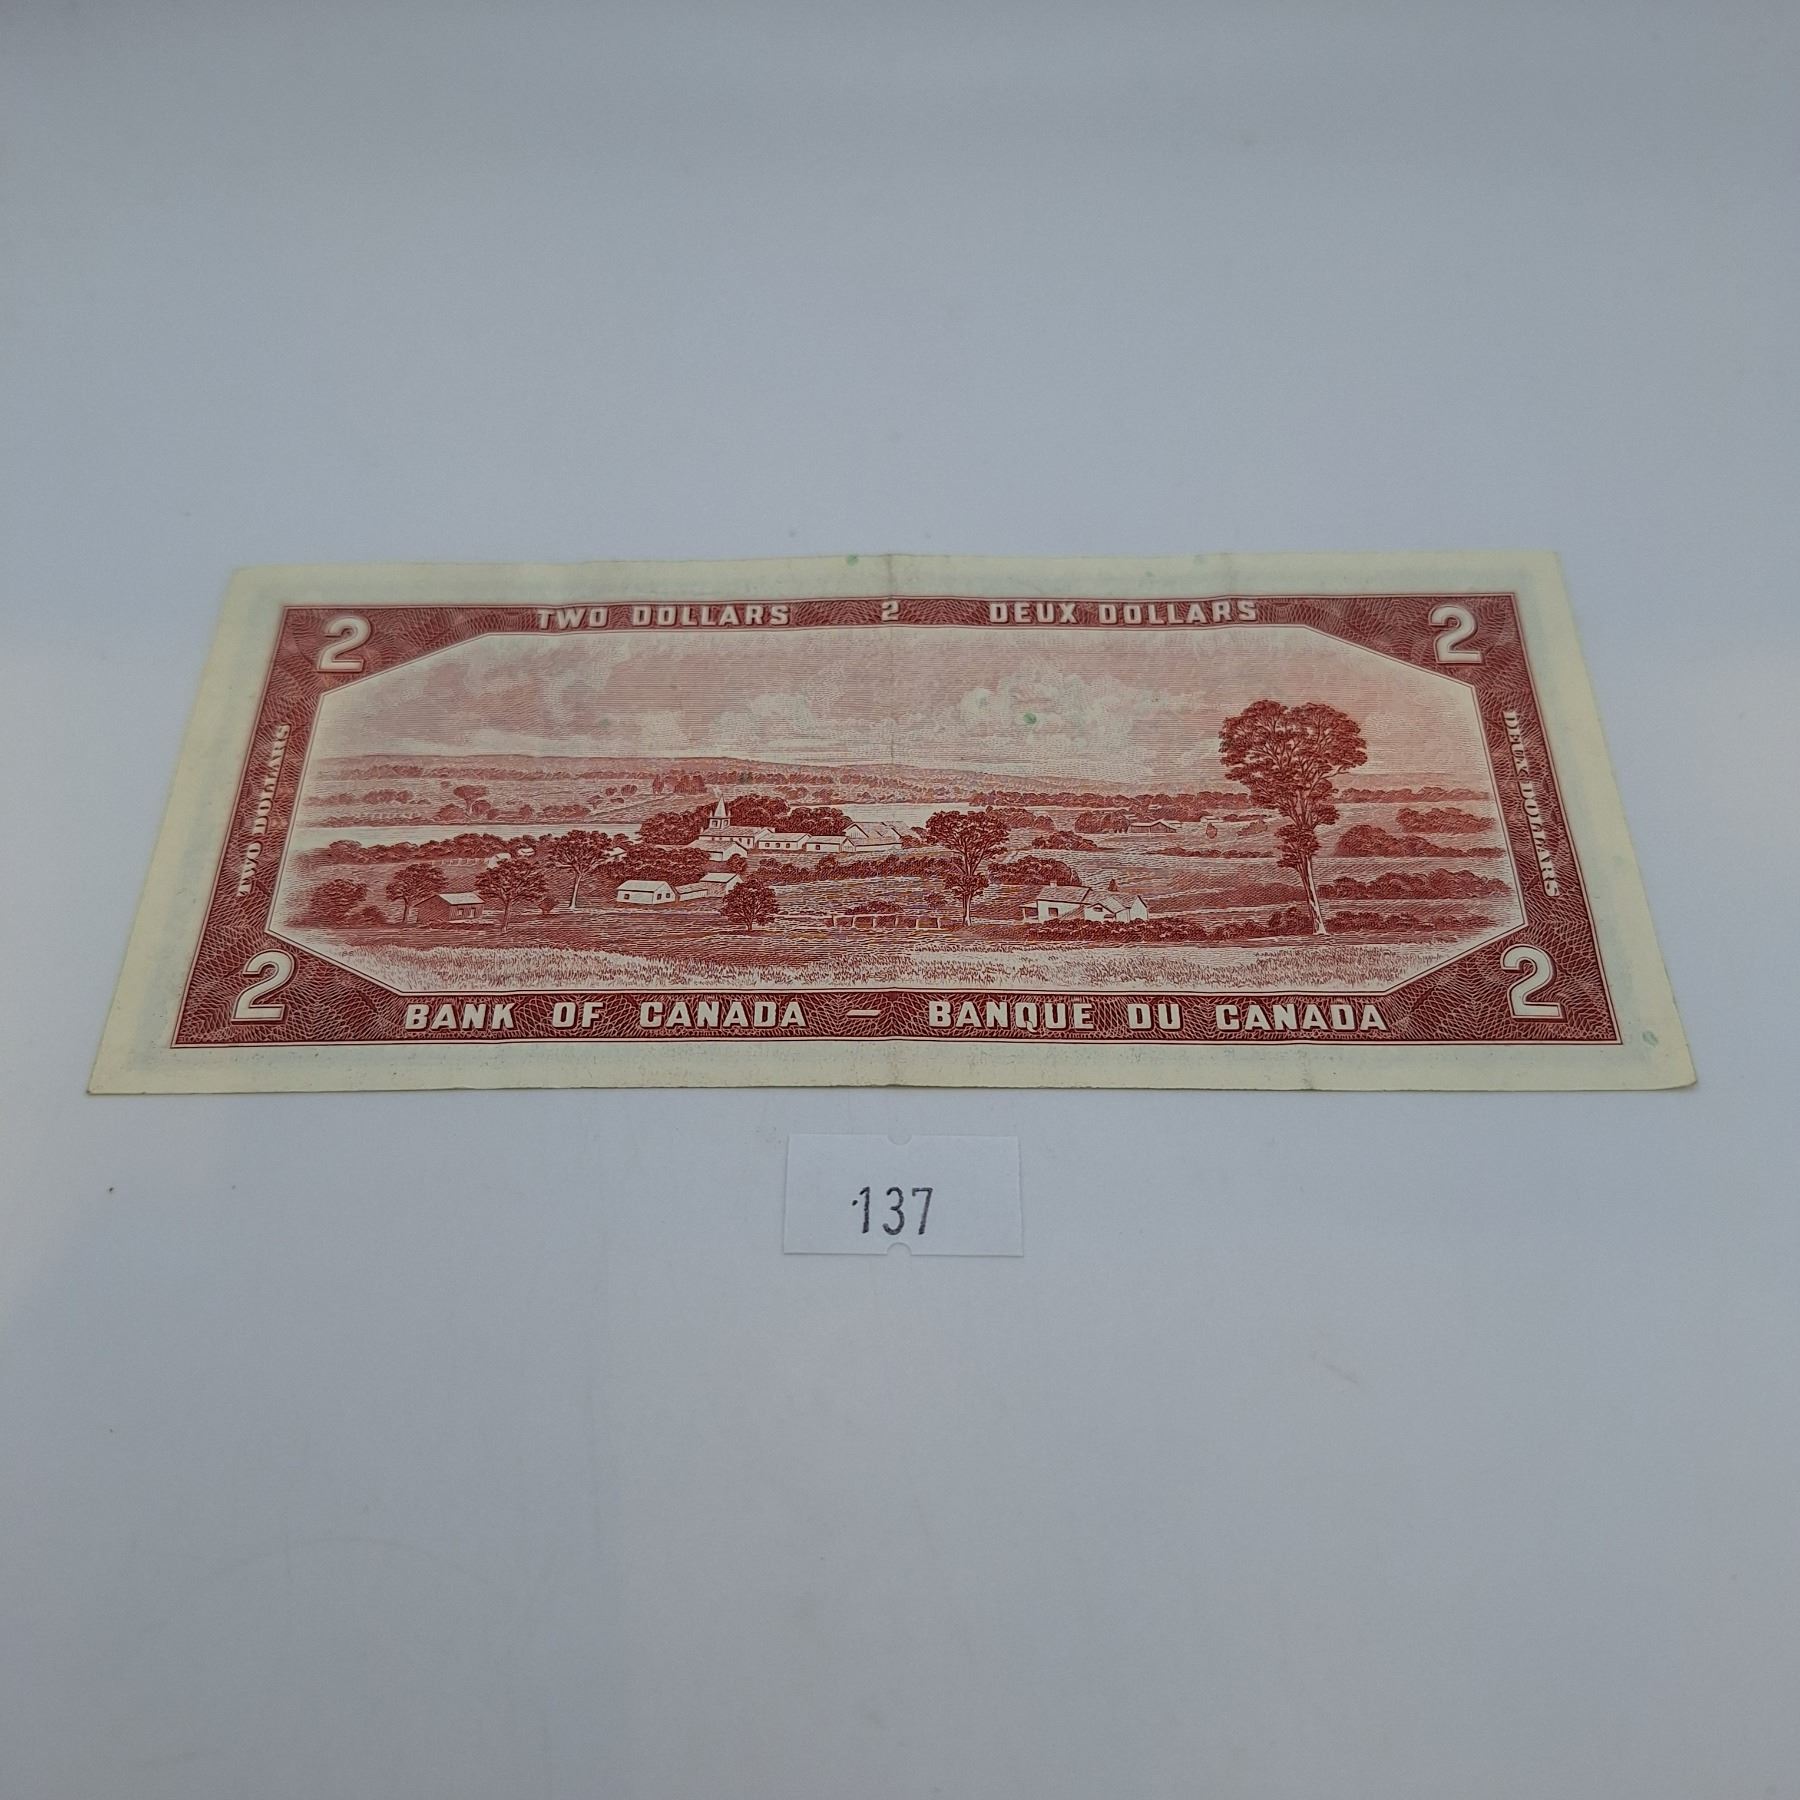 TWO DOLLARS 2 DEUX DOLLARS
2 2
TWO DOLLARS DEUX DOLLARS
2 2
BANK OF CANADA — BANQUE DU CANADA
137